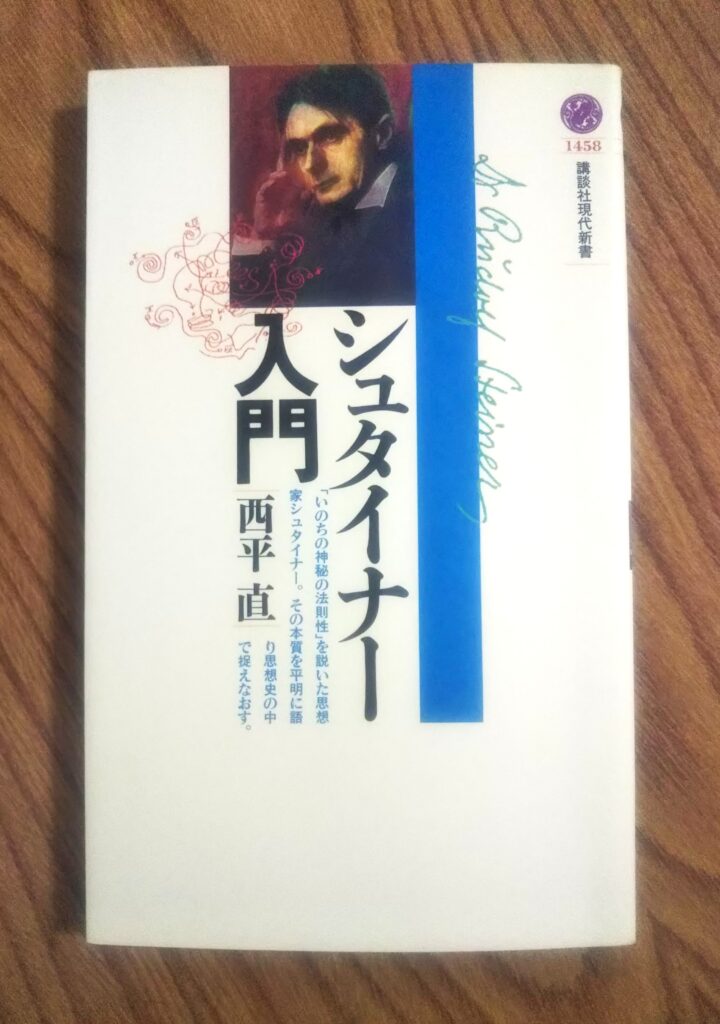 1458
講談社現代新書
Dr Rudolf Steiner
シュタイナー
入門
「いのちの神秘の法則性」を説いた思想
家シュタイナー。その本質を平明に語
り思想史の中
で捉えなおす。
西平 直